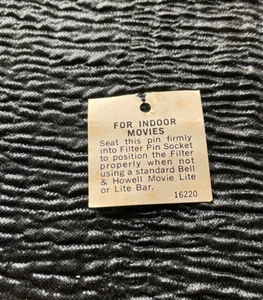 FOR INDOOR
MOVIES
Seat this pin firmly
into Filter Pin Socket
to position the Filter
properly when not
using a standard Bell
& Howell Movie Lite
or Lite Bar.
16220